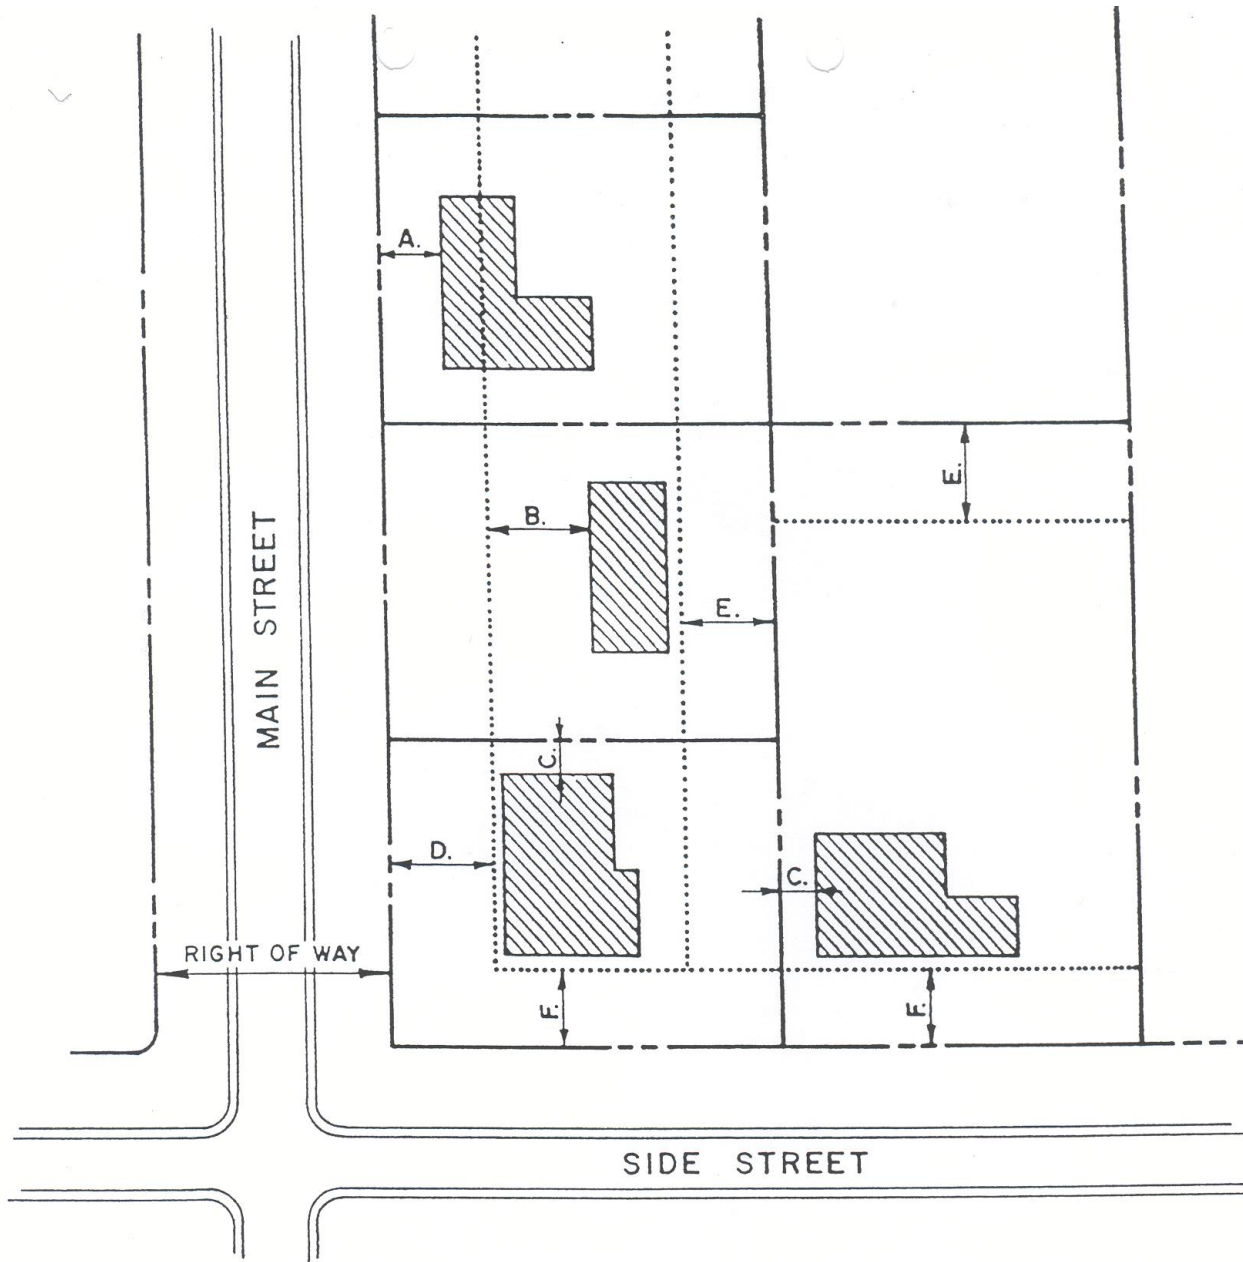 A.
B.
E.
E.
MAIN STREET
C.
D.
C.
RIGHT OF WAY
F.
F.
SIDE STREET